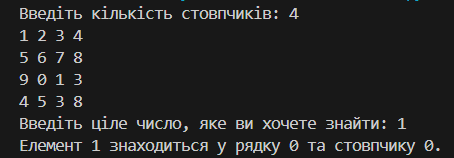 Введіть кількість стовпчиків: 4
1 2 3 4
5 6 7 8
9 0 1 3
4 5 3 8
Введіть ціле число, яке ви хочете знайти: 1
Елемент 1 знаходиться у рядку 0 та стовпчику 0.